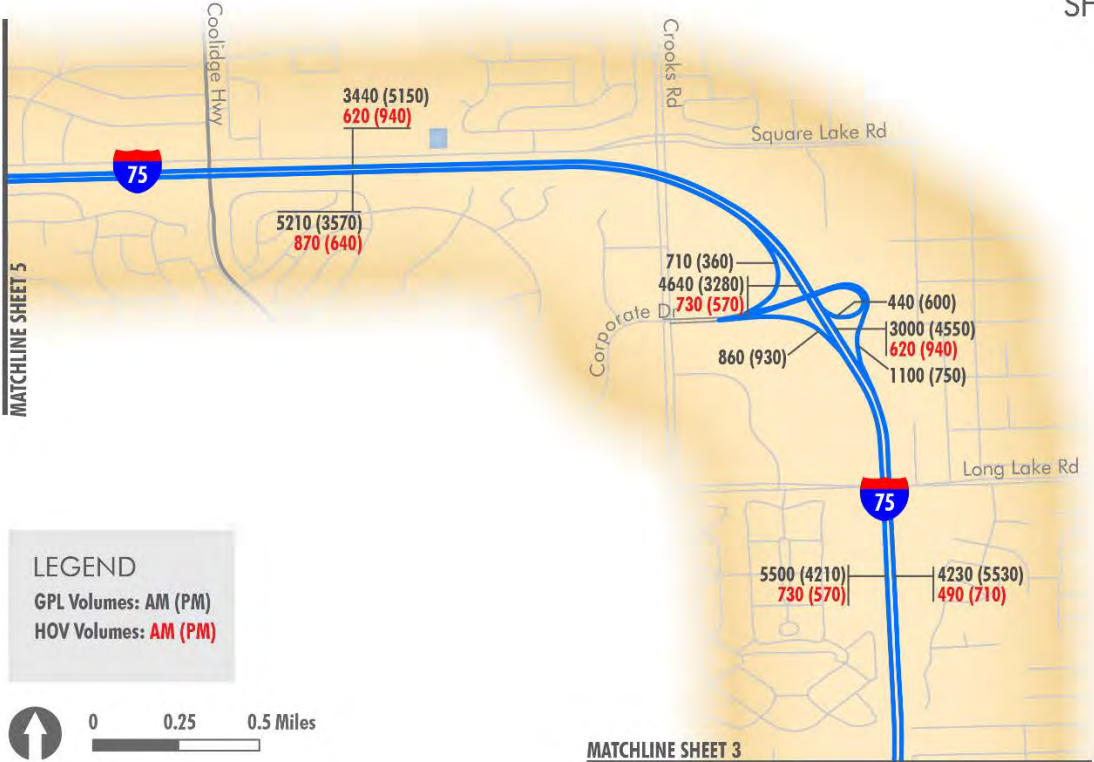 SH
Coolidge Hwy
Crooks Rd
3440 (5150)
620 (940)
Square Lake Rd
75
5210 (3570)
870 (640)
MATCHLINE SHEET 5
710 (360)
4640 (3280)
730 (570)
440 (600)
Corporate Dr
3000 (4550)
620 (940)
860 (930)
1100 (750)
Long Lake Rd
75
5500 (4210)
730 (570)
4230 (5530)
490 (710)
LEGEND
GPL Volumes: AM (PM)
HOV Volumes: AM (PM)
0 0.25 0.5 Miles
MATCHLINE SHEET 3